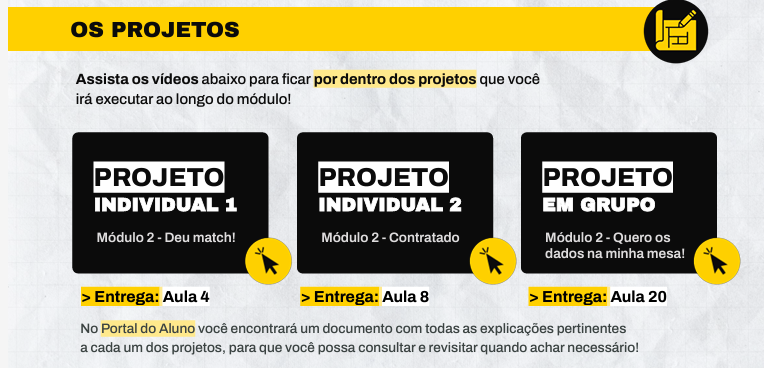 OS PROJETOS
Assista os vídeos abaixo para ficar por dentro dos projetos que você
irá executar ao longo do módulo!
PROJETO
INDIVIDUAL 1
Módulo 2 - Deu match!
> Entrega: Aula 4
PROJETO
INDIVIDUAL 2
Módulo 2 - Contratado
> Entrega: Aula 8
PROJETO
EM GRUPO
Módulo 2 - Quero os
dados na minha mesa!
> Entrega: Aula 20
No Portal do Aluno você encontrará um documento com todas as explicações pertinentes
a cada um dos projetos, para que você possa consultar e revisitar quando achar necessário!